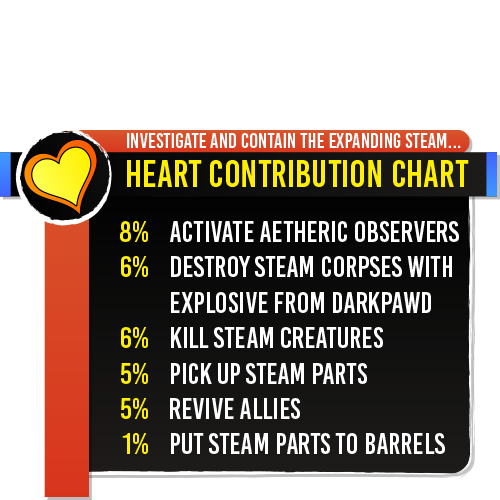 INVESTIGATE AND CONTAIN THE EXPANDING STEAM...
HEART CONTRIBUTION CHART
8% ACTIVATE AETHERIC OBSERVERS
6% DESTROY STEAM CORPSES WITH
EXPLOSIVE FROM DARKPAWD
6% KILL STEAM CREATURES
5% PICK UP STEAM PARTS
5% REVIVE ALLIES
1% PUT STEAM PARTS TO BARRELS